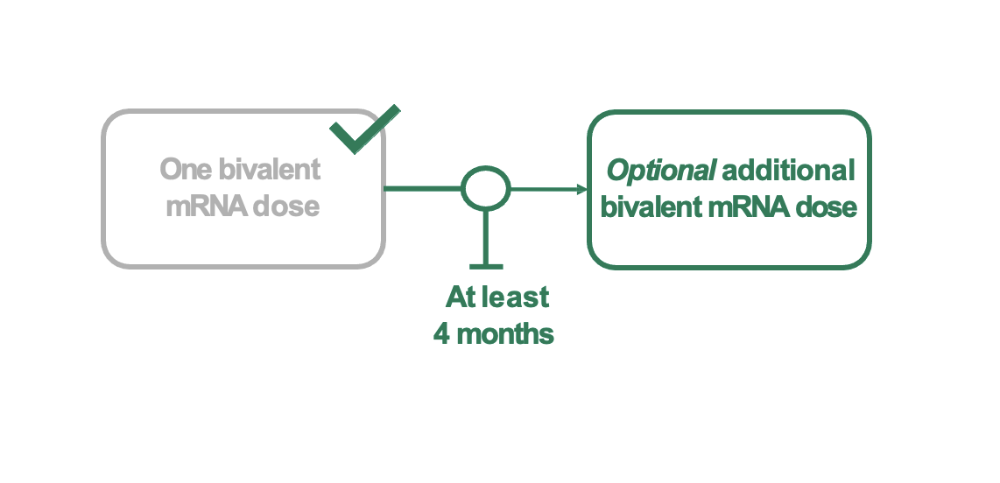 One bivalent
mRNA dose
Optional additional
bivalent mRNA dose
At least
4 months